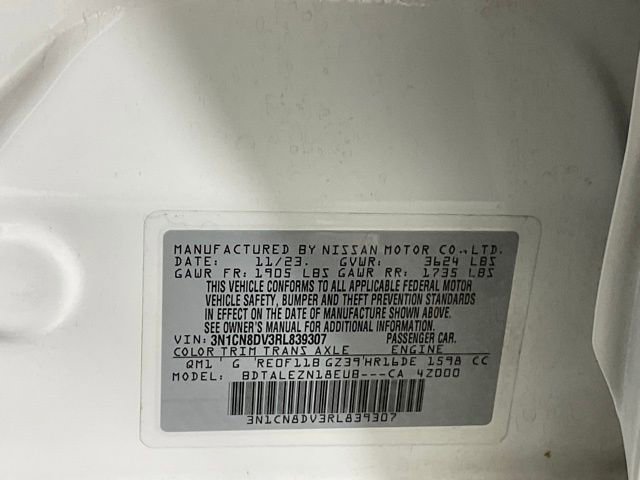 MANUFACTURED BY NISSAN MOTOR CO.,LTD.
DATE: 11/23. GVWR: 3624 LBS
GAWR FR: 1905 LBS GAWR RR: 1735 LBS
THIS VEHICLE CONFORMS TO ALL APPLICABLE FEDERAL MOTOR
VEHICLE SAFETY, BUMPER AND THEFT PREVENTION STANDARDS
IN EFFECT ON THE DATE OF MANUFACTURE SHOWN ABOVE.
SEE OWNER'S MANUAL FOR ADDITIONAL INFORMATION.
VIN: 3N1CN8DV3RL839307 PASSENGER CAR.
COLOR TRIM TRANS AXLE ENGINE
QM1 ' G 'RE0F11B GZ39'HR16DE 1598 CC
MODEL: BDTALEZN18EUB---CA 4Z000
3N1CN8DV3RL839307